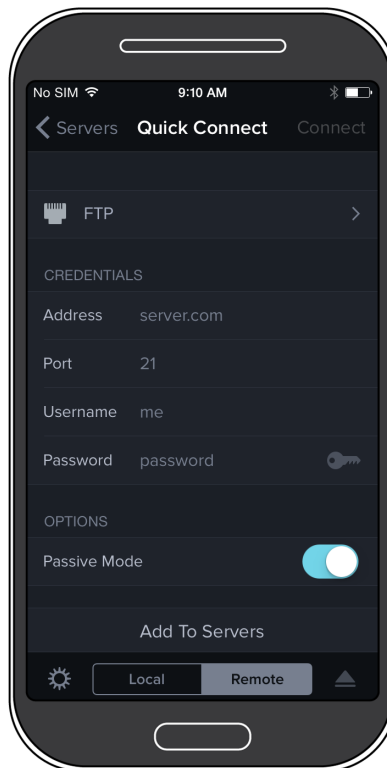 No SIM 9:10 AM
Servers Quick Connect Connect
FTP
CREDENTIALS
Address server.com
Port 21
Username me
Password password
OPTIONS
Passive Mode
Add To Servers
Local Remote